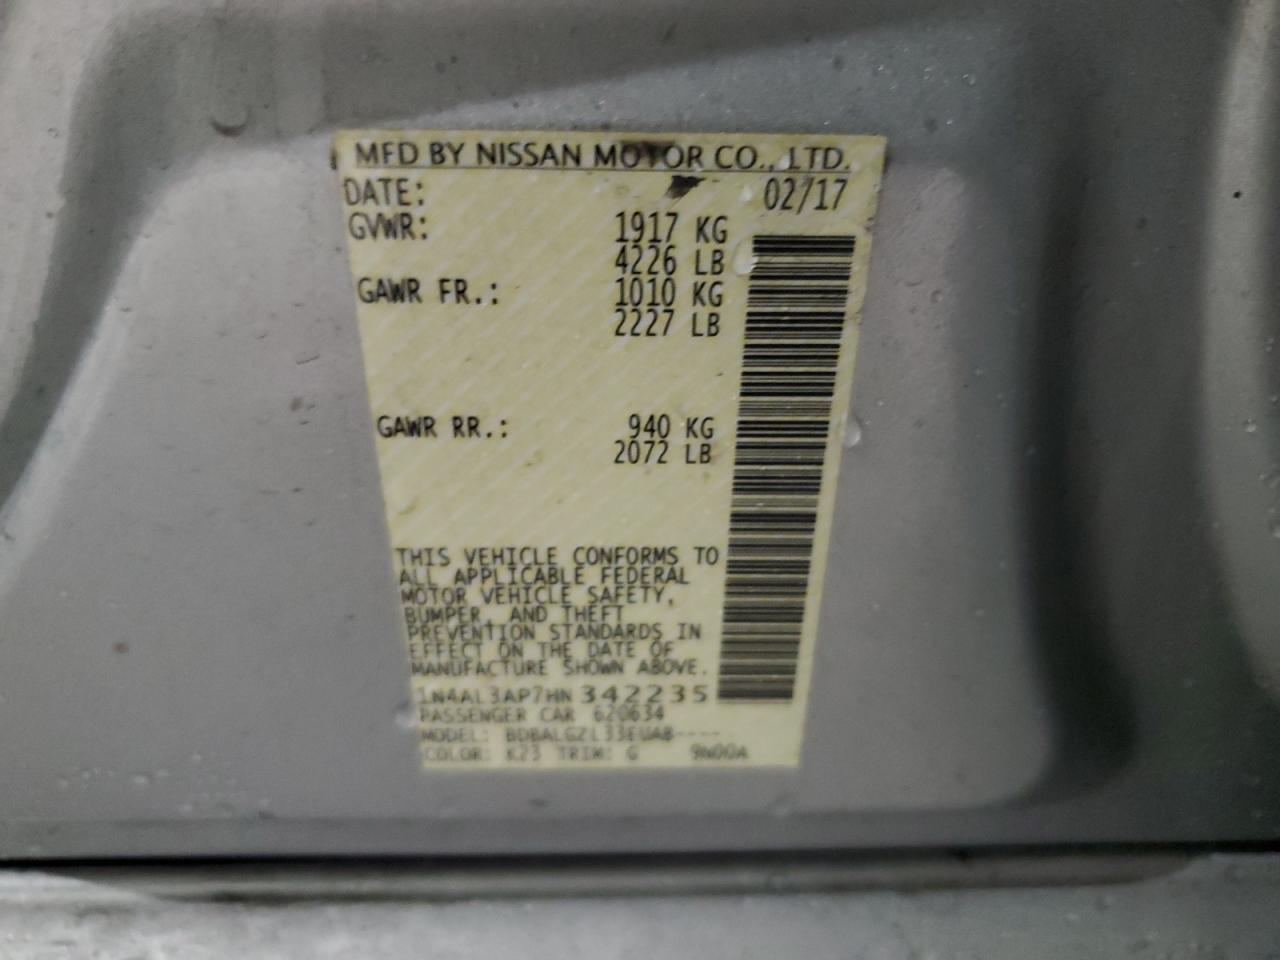 MFD BY NISSAN MOTOR CO., LTD.
DATE: 02/17
GVWR: 1917 KG
4226 LB
GAWR FR.: 1010 KG
2227 LB
GAWR RR.: 940 KG
2072 LB
THIS VEHICLE CONFORMS TO
ALL APPLICABLE FEDERAL
MOTOR VEHICLE SAFETY,
BUMPER, AND THEFT
PREVENTION STANDARDS IN
EFFECT ON THE DATE OF
MANUFACTURE SHOWN ABOVE.
1N4AL3AP7HN342235
PASSENGER CAR 620634
MODEL:
COLOR: K23 TRIM: G